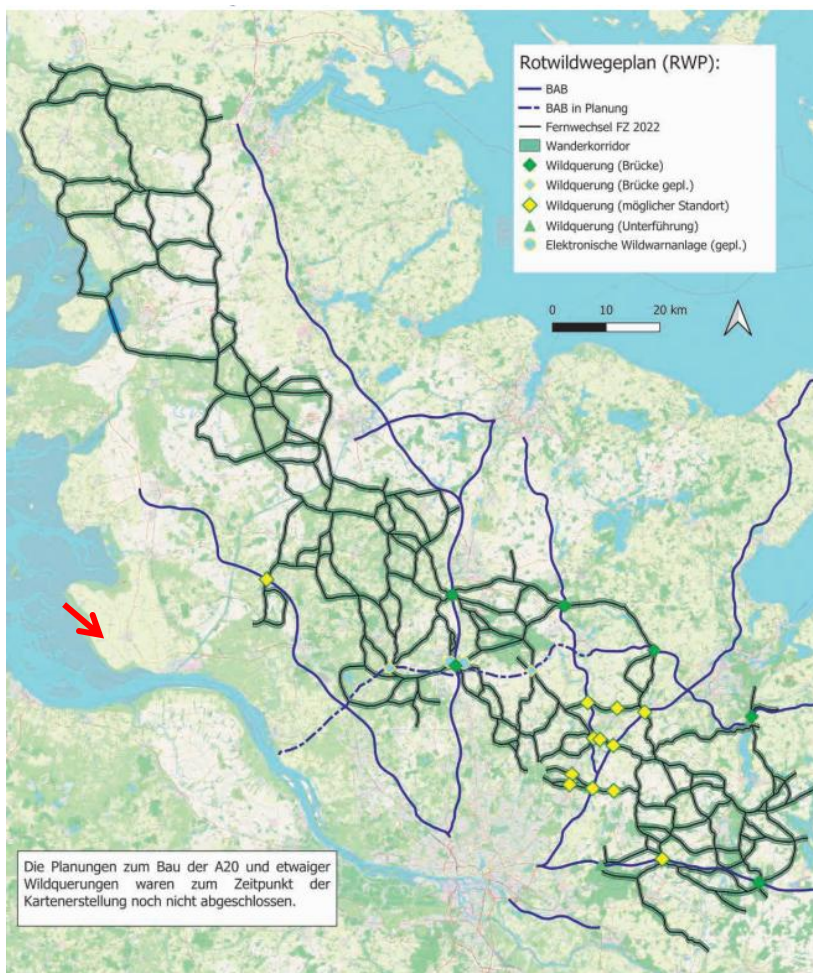 Rotwildwegeplan (RWP):
BAB
BAB in Planung
Fernwechsel FZ 2022
Wanderkorridor
Wildquerung (Brücke)
Wildquerung (Brücke gepl.)
Wildquerung (möglicher Standort)
Wildquerung (Unterführung)
Elektronische Wildwarnanlage (gepl.)
0 10 20 km
Die Planungen zum Bau der A20 und etwaiger
Wildquerungen waren zum Zeitpunkt der
Kartenerstellung noch nicht abgeschlossen.